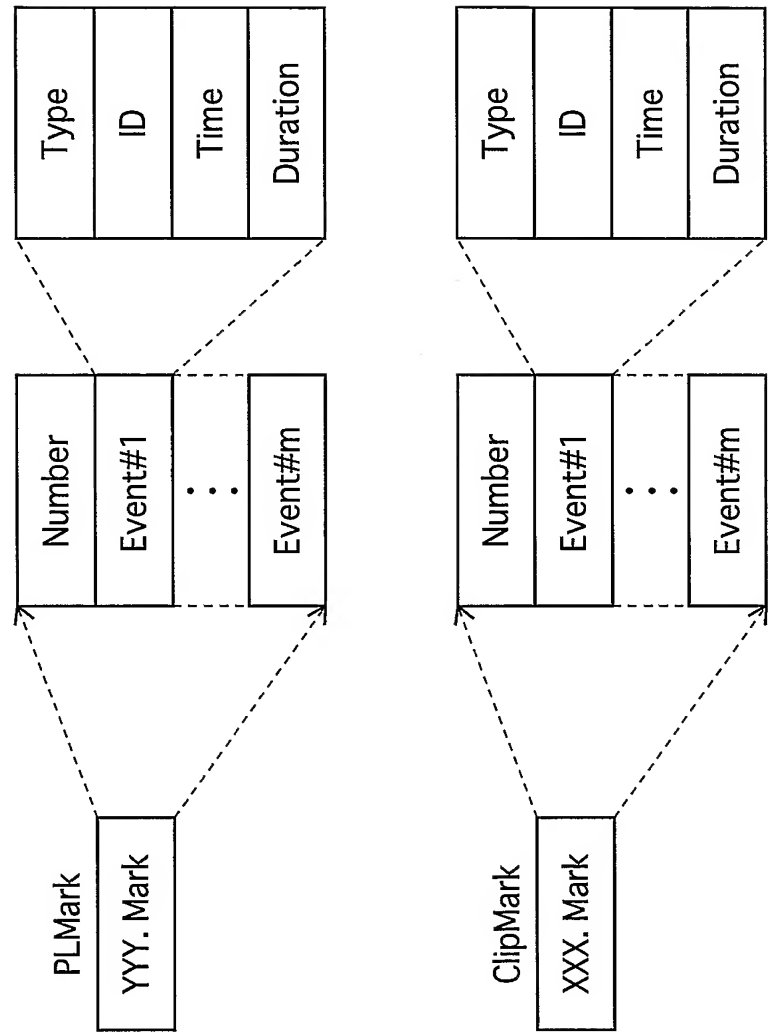 PLMark
YYY. Mark
Number
Event#1
• • •
Event#m
Type
ID
Time
Duration
ClipMark
XXX. Mark
Number
Event#1
• • •
Event#m
Type
ID
Time
Duration